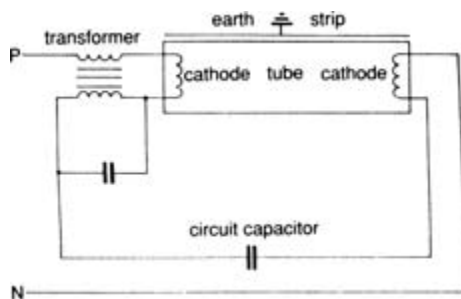 earth strip
transformer
P
cathode tube cathode
circuit capacitor
N